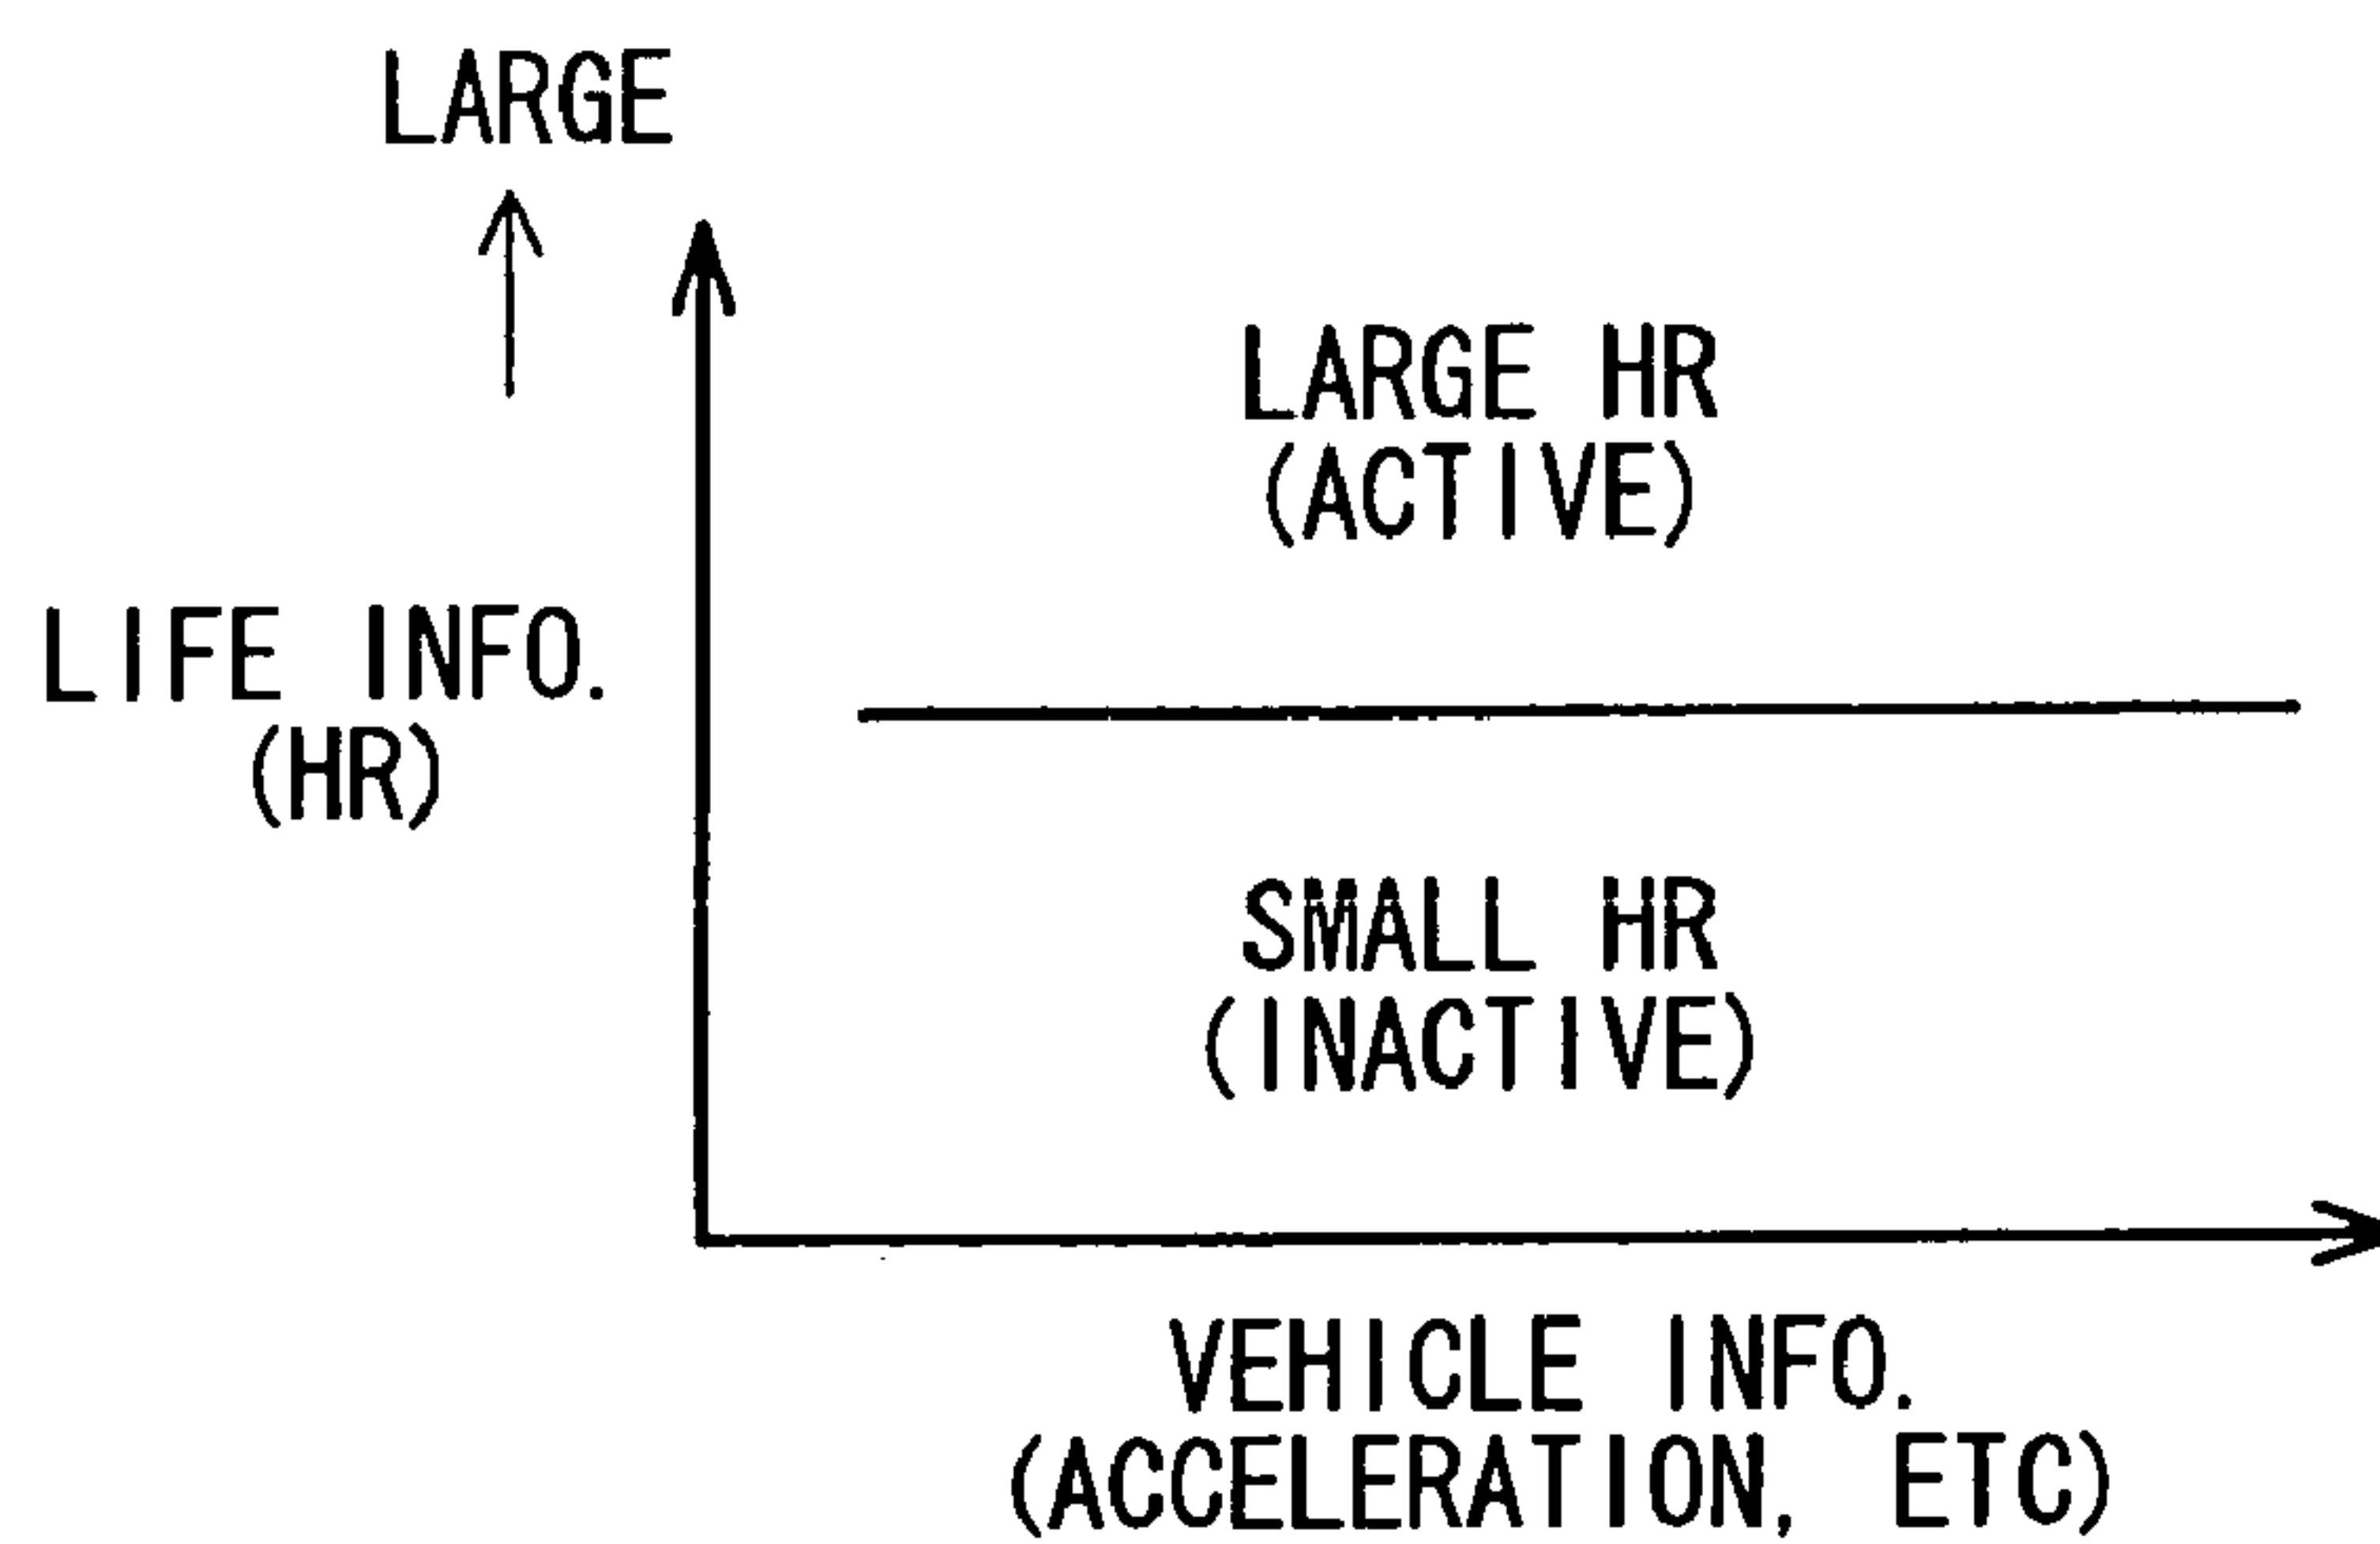 LARGE
LARGE HR
(ACTIVE)
LIFE INFO.
(HR)
SMALL HR
(INACTIVE)
VEHICLE INFO.
(ACCELERATION, ETC)